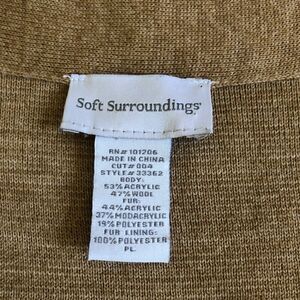 Soft Surroundings
RN# 101706
MADE IN CHINA
CUT# 004
STYLE# 33362
BODY:
53% ACRYLIC
47% WOOL
FUR:
44% ACRYLIC
37% MODACRYLIC
19% POLYESTER
FUR LINING:
100% POLYESTER
PL